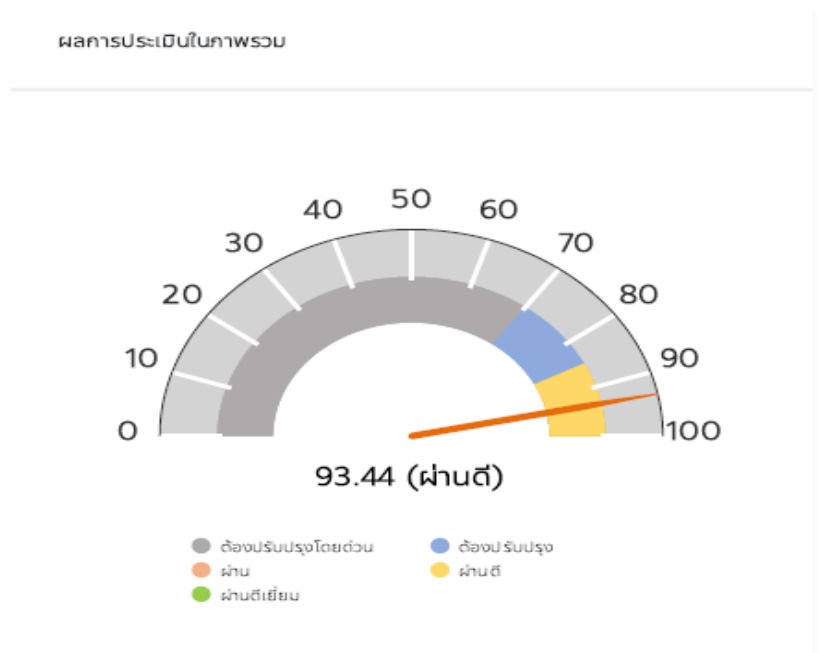 ผลการประเมินในภาพรวม
50
40
60
30
70
20
80
10
90
0
100
93.44 (ผ่านดี)
ต้องปรับปรุงโดยด่วน
ต้องปรับปรุง
ผ่าน
ผ่านดี
ผ่านดีเยี่ยม